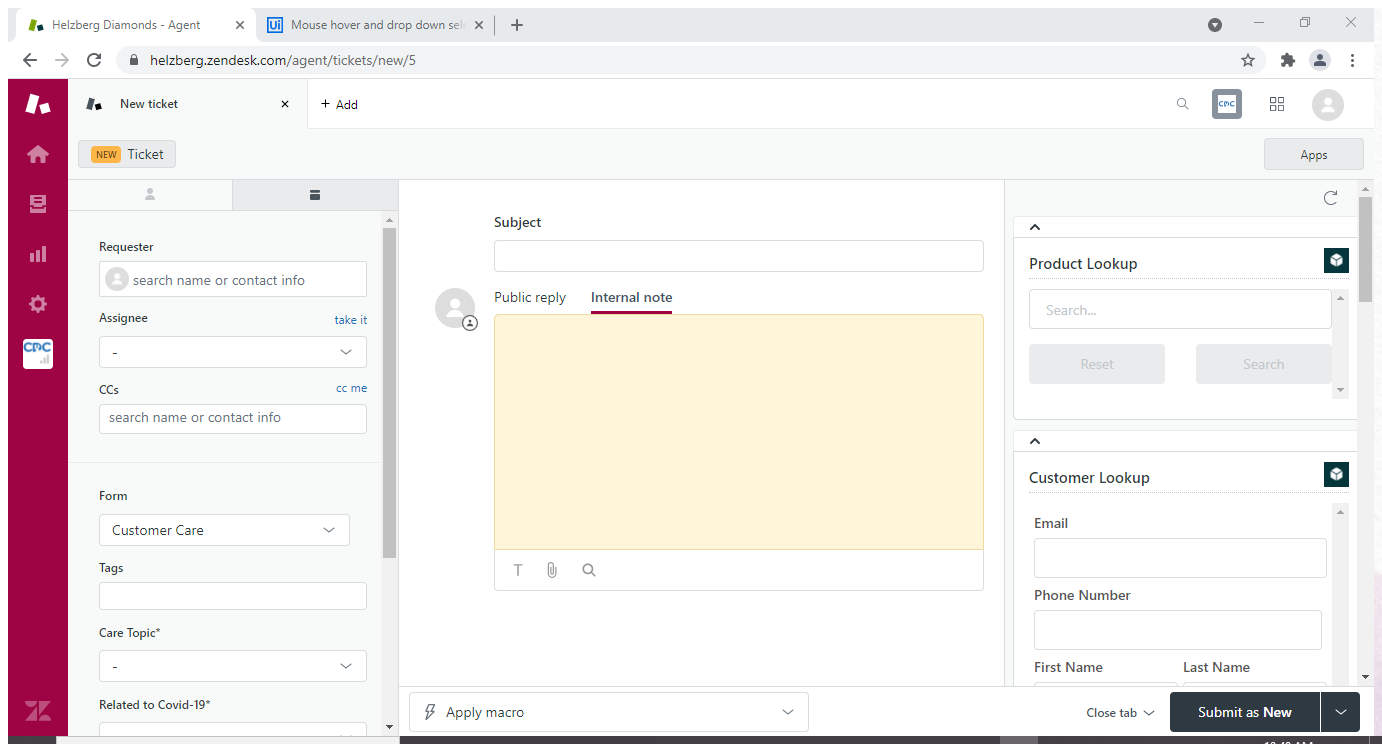 Helzberg Diamonds - Agent
Mouse hover and drop down sel
helzberg.zendesk.com/agent/tickets/new/5
New ticket
+ Add
CMC
NEW Ticket
Apps
CMC
Requester
search name or contact info
Assignee
take it
-
CCs
cc me
search name or contact info
Form
Customer Care
Tags
Care Topic*
-
Related to Covid-19*
Subject
Public reply
Internal note
T
Apply macro
Product Lookup
Search...
Reset
Search
Customer Lookup
Email
Phone Number
First Name
Last Name
Close tab
Submit as New